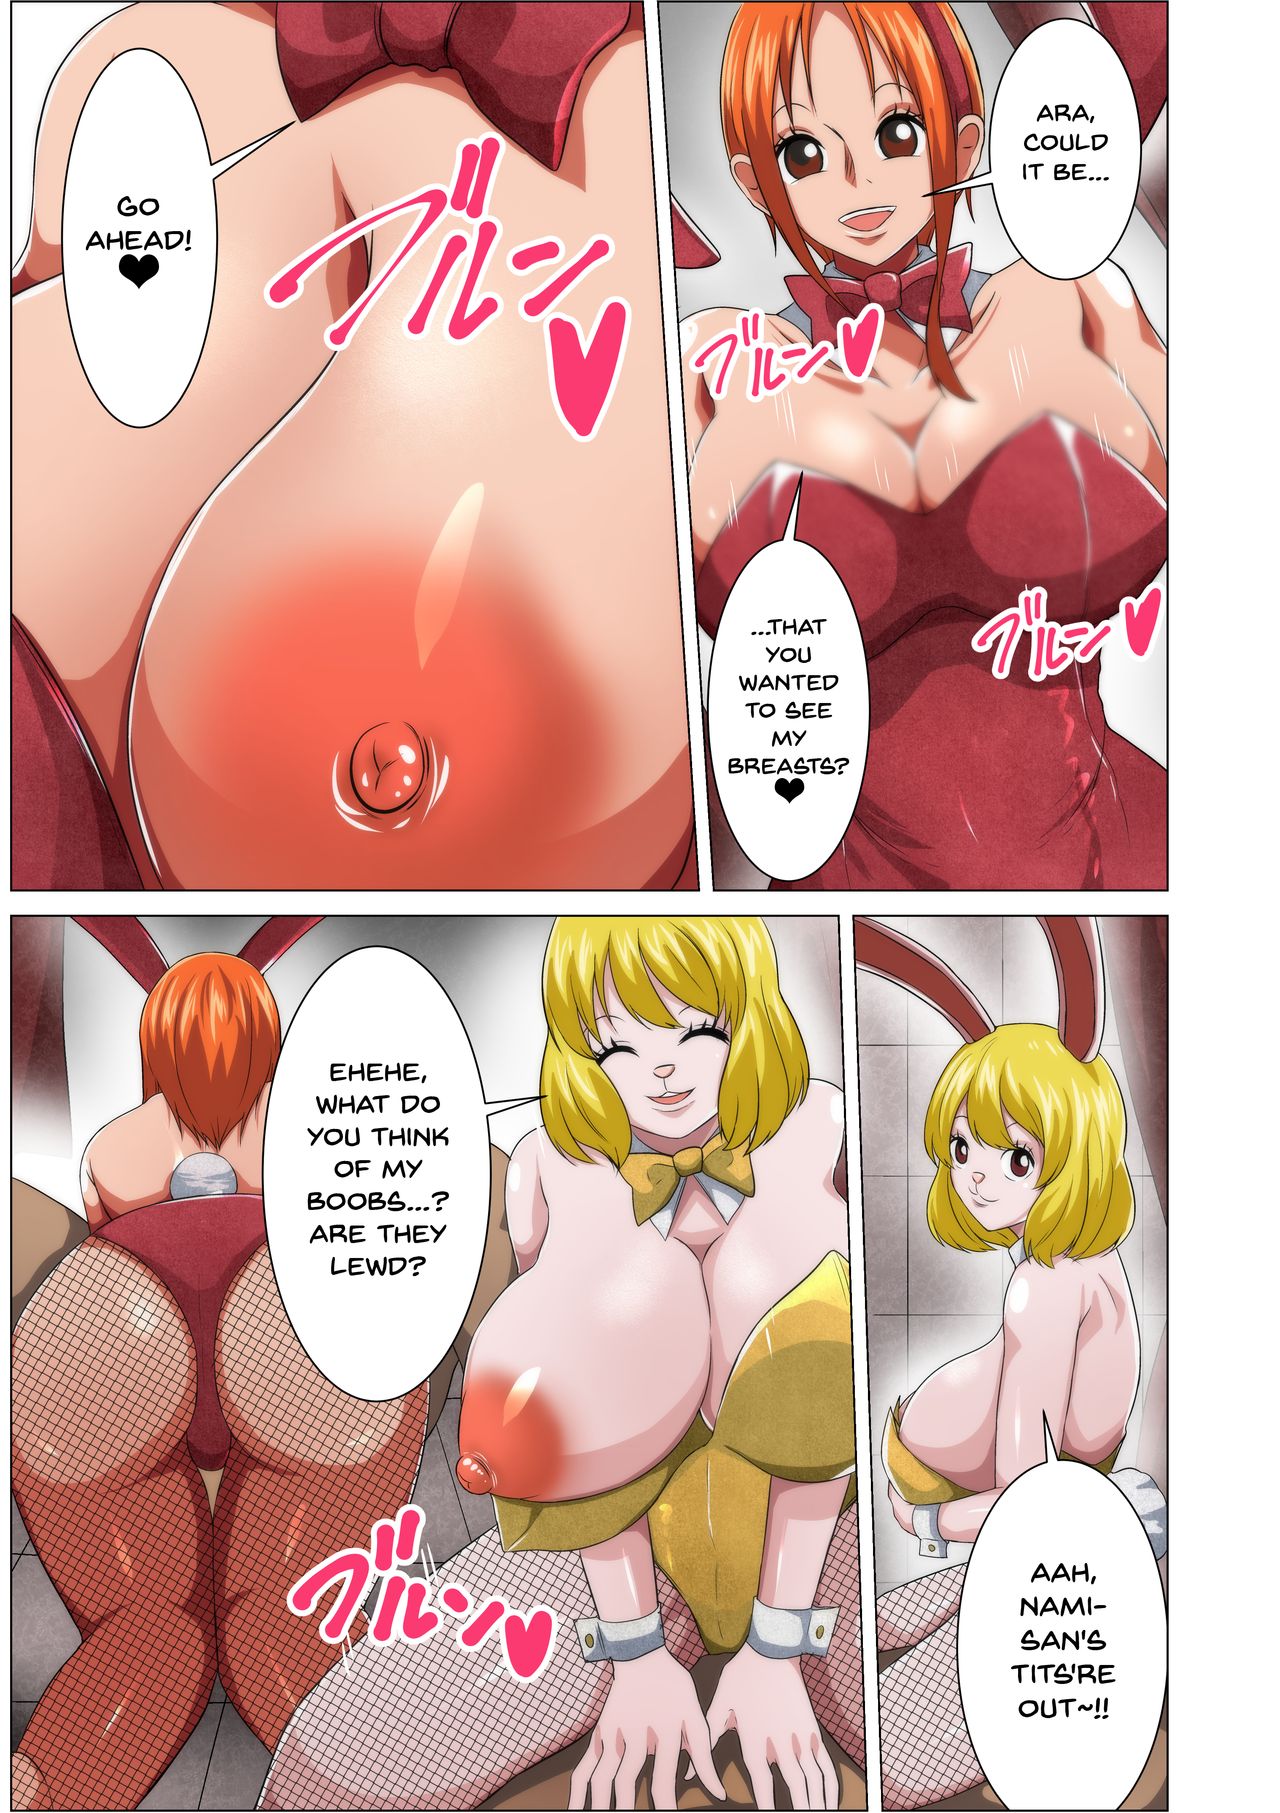 ARA,
COULD
IT BE...
ブルン♥
...THAT
YOU
WANTED
TO SEE
MY
BREASTS?
♥
ブルン♥
GO
AHEAD!
♥
ブルン♥
AAH,
NAMI-
SAN'S
TITS'RE
OUT~!!
EHEHE,
WHAT DO
YOU THINK
OF MY
BOOBS...?
ARE THEY
LEWD?
ブルン♥